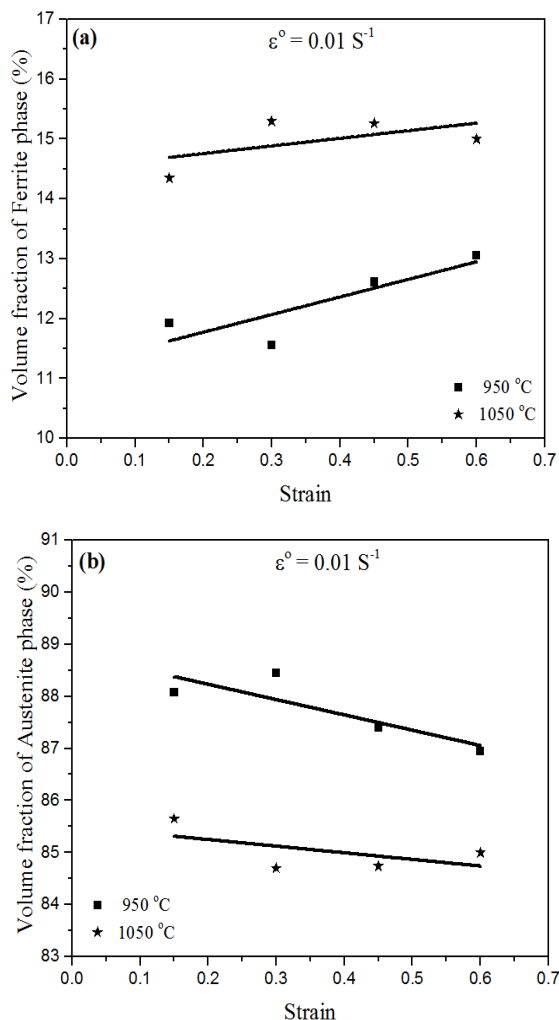 (a)
ε° = 0.01 S⁻¹
Volume fraction of Ferrite phase (%)
17
16
15
14
13
12
11
10
950 °C
1050 °C
0.0 0.1 0.2 0.3 0.4 0.5 0.6 0.7
Strain
(b)
ε° = 0.01 S⁻¹
Volume fraction of Austenite phase (%)
91
90
89
88
87
86
85
84
83
950 °C
1050 °C
0.0 0.1 0.2 0.3 0.4 0.5 0.6 0.7
Strain